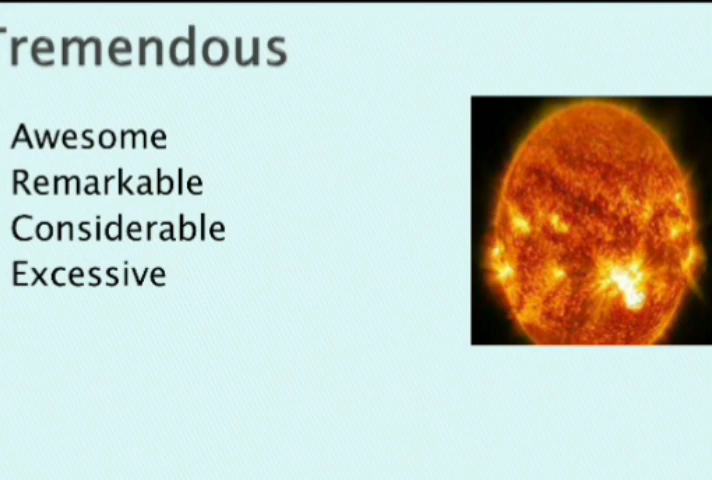 Tremendous
Awesome
Remarkable
Considerable
Excessive